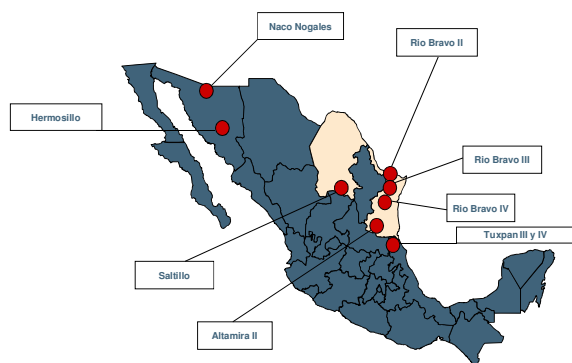 Naco Nogales
Rio Bravo II
Hermosillo
Rio Bravo III
Rio Bravo IV
Tuxpan III y IV
Saltillo
Altamira II